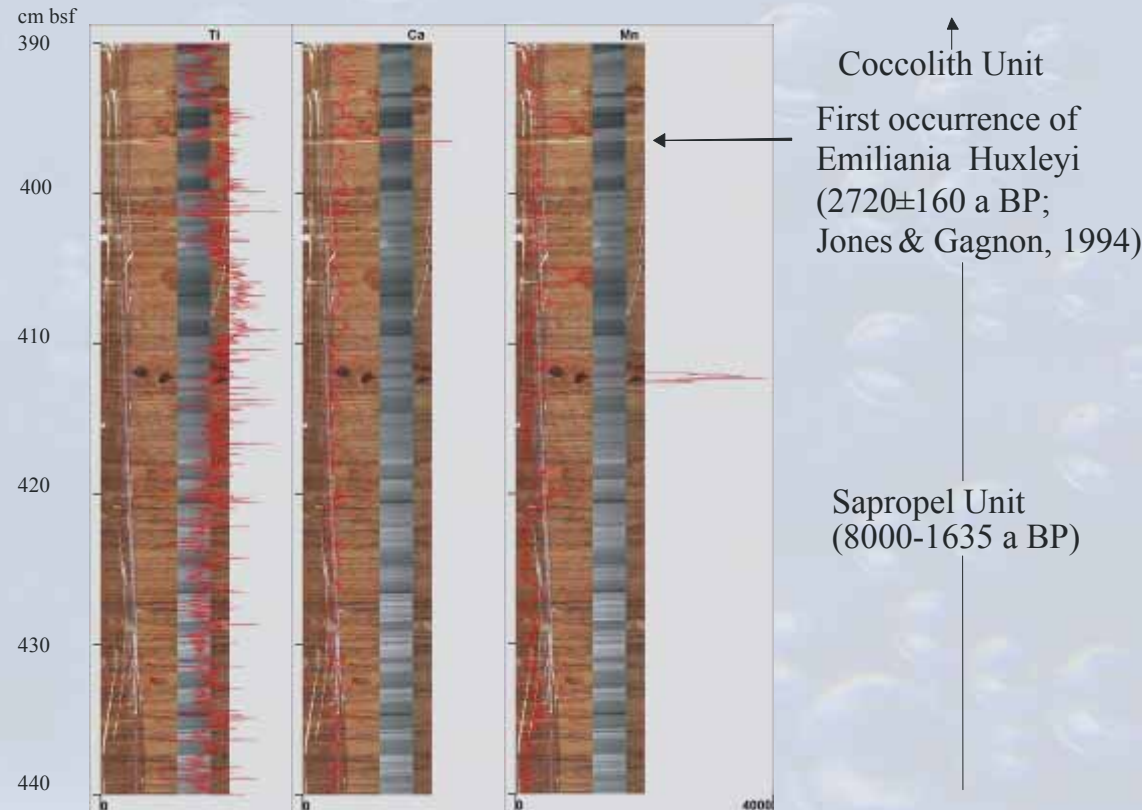 cm bsf
390
400
410
420
430
440
Ti
Ca
Mn
0
0
0
4000
Coccolith Unit
First occurrence of
Emiliania Huxleyi
(2720±160 a BP;
Jones & Gagnon, 1994)
Sapropel Unit
(8000-1635 a BP)